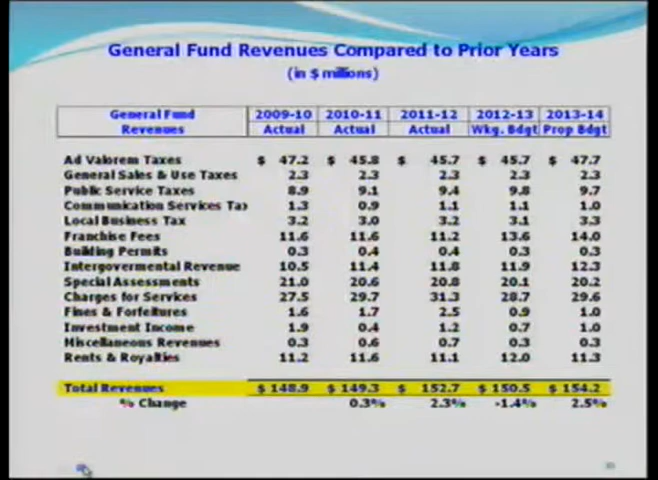 General Fund Revenues Compared to Prior Years
(in $ millions)
General Fund 2009-10 2010-11 2011-12 2012-13 2013-14
Revenues Actual Actual Actual Wkg. Bdgt Prop Bdgt
Ad Valorem Taxes $ 47.2 $ 45.8 $ 45.7 $ 45.7 $ 47.7
General Sales & Use Taxes 2.3 2.3 2.3 2.3 2.3
Public Service Taxes 8.9 9.1 9.4 9.8 9.7
Communication Services Tax 1.3 0.9 1.1 1.1 1.0
Local Business Tax 3.2 3.0 3.2 3.1 3.3
Franchise Fees 11.6 11.6 11.2 13.6 14.0
Building Permits 0.3 0.4 0.4 0.3 0.3
Intergovermental Revenue 10.5 11.4 11.8 11.9 12.3
Special Assessments 21.0 20.6 20.8 20.1 20.2
Charges for Services 27.5 29.7 31.3 28.7 29.6
Fines & Forfeitures 1.6 1.7 2.5 0.9 1.0
Investment Income 1.9 0.4 1.2 0.7 1.0
Miscellaneous Revenues 0.3 0.6 0.7 0.3 0.3
Rents & Royalties 11.2 11.6 11.1 12.0 11.3
Total Revenues $ 148.9 $ 149.3 $ 152.7 $ 150.5 $ 154.2
% Change 0.3% 2.3% -1.4% 2.5%